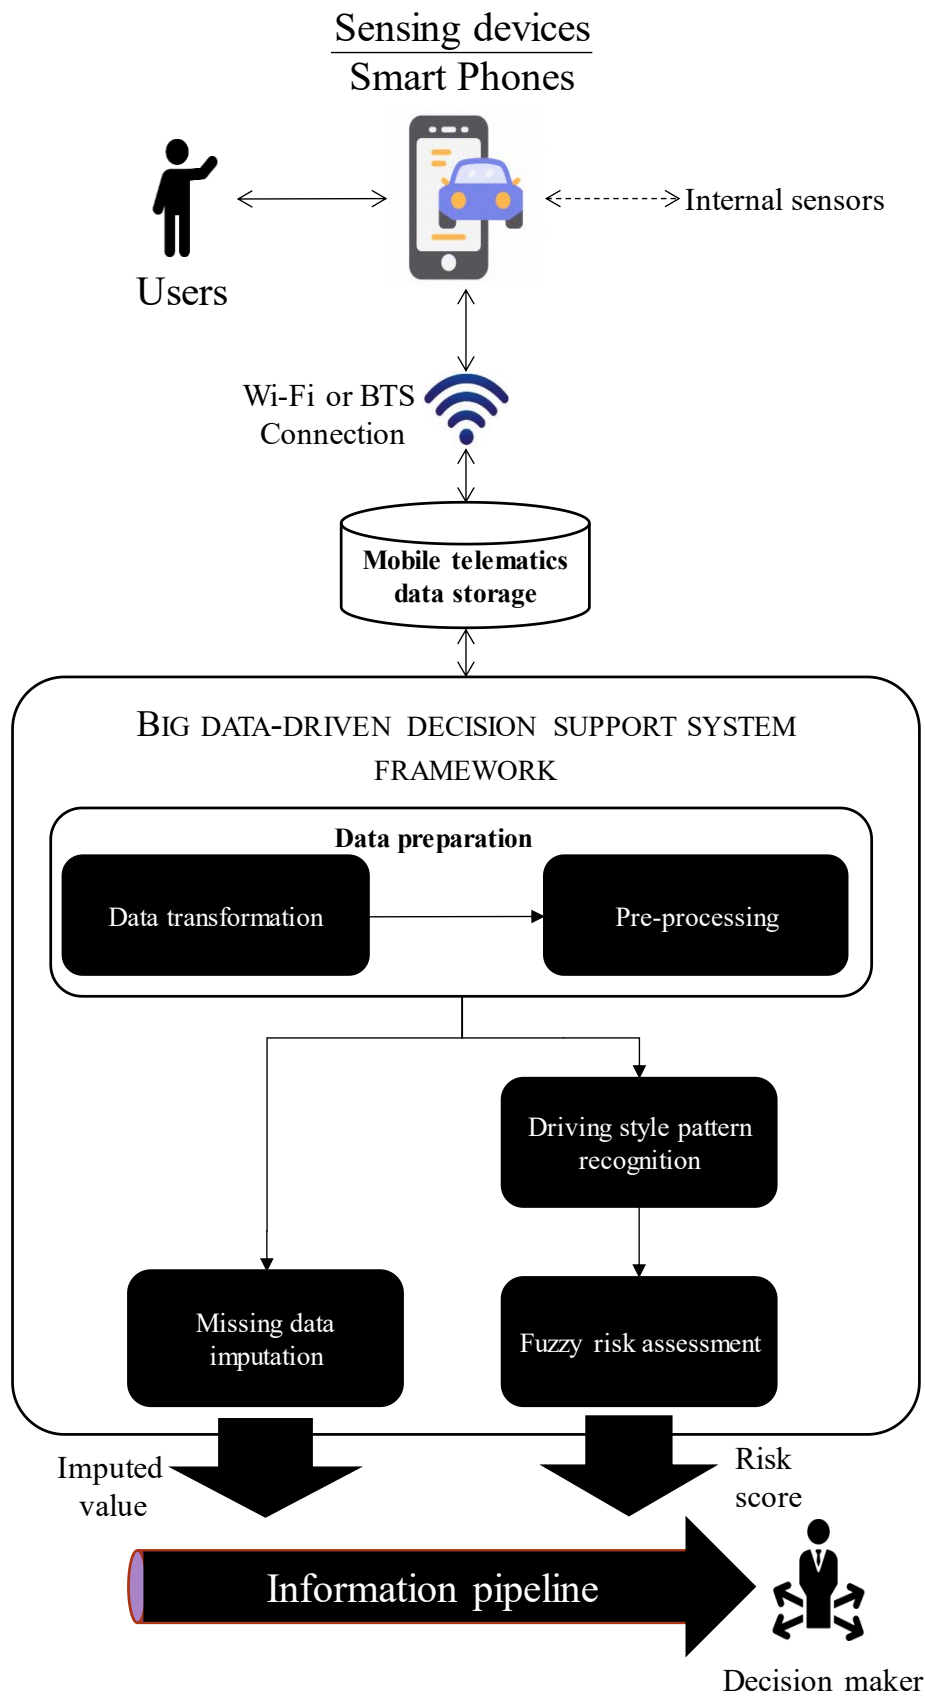 Sensing devices
Smart Phones
Users
Internal sensors
Wi-Fi or BTS
Connection
Mobile telematics
data storage
BIG DATA-DRIVEN DECISION SUPPORT SYSTEM
FRAMEWORK
Data preparation
Data transformation
Pre-processing
Driving style pattern
recognition
Missing data
imputation
Fuzzy risk assessment
Imputed
value
Risk
score
Information pipeline
Decision maker